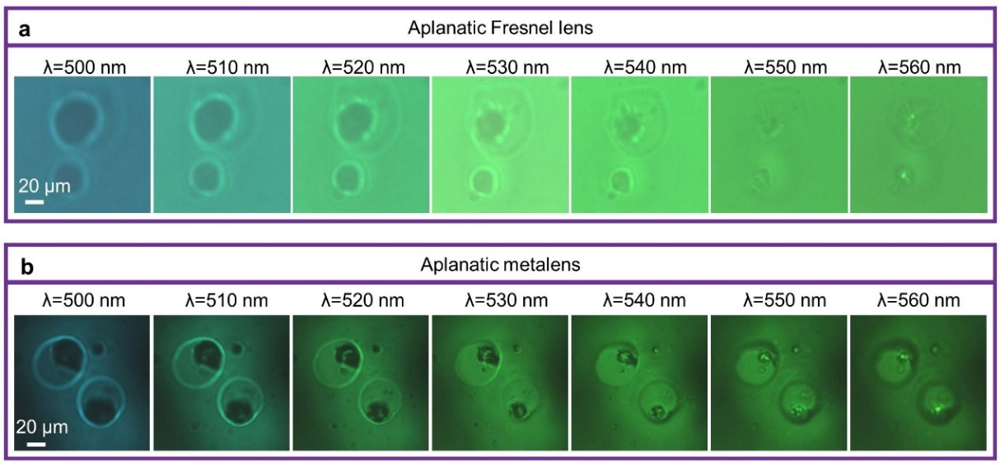 a
Aplanatic Fresnel lens
λ=500 nm λ=510 nm λ=520 nm λ=530 nm λ=540 nm λ=550 nm λ=560 nm
20 µm
b
Aplanatic metalens
λ=500 nm λ=510 nm λ=520 nm λ=530 nm λ=540 nm λ=550 nm λ=560 nm
20 µm